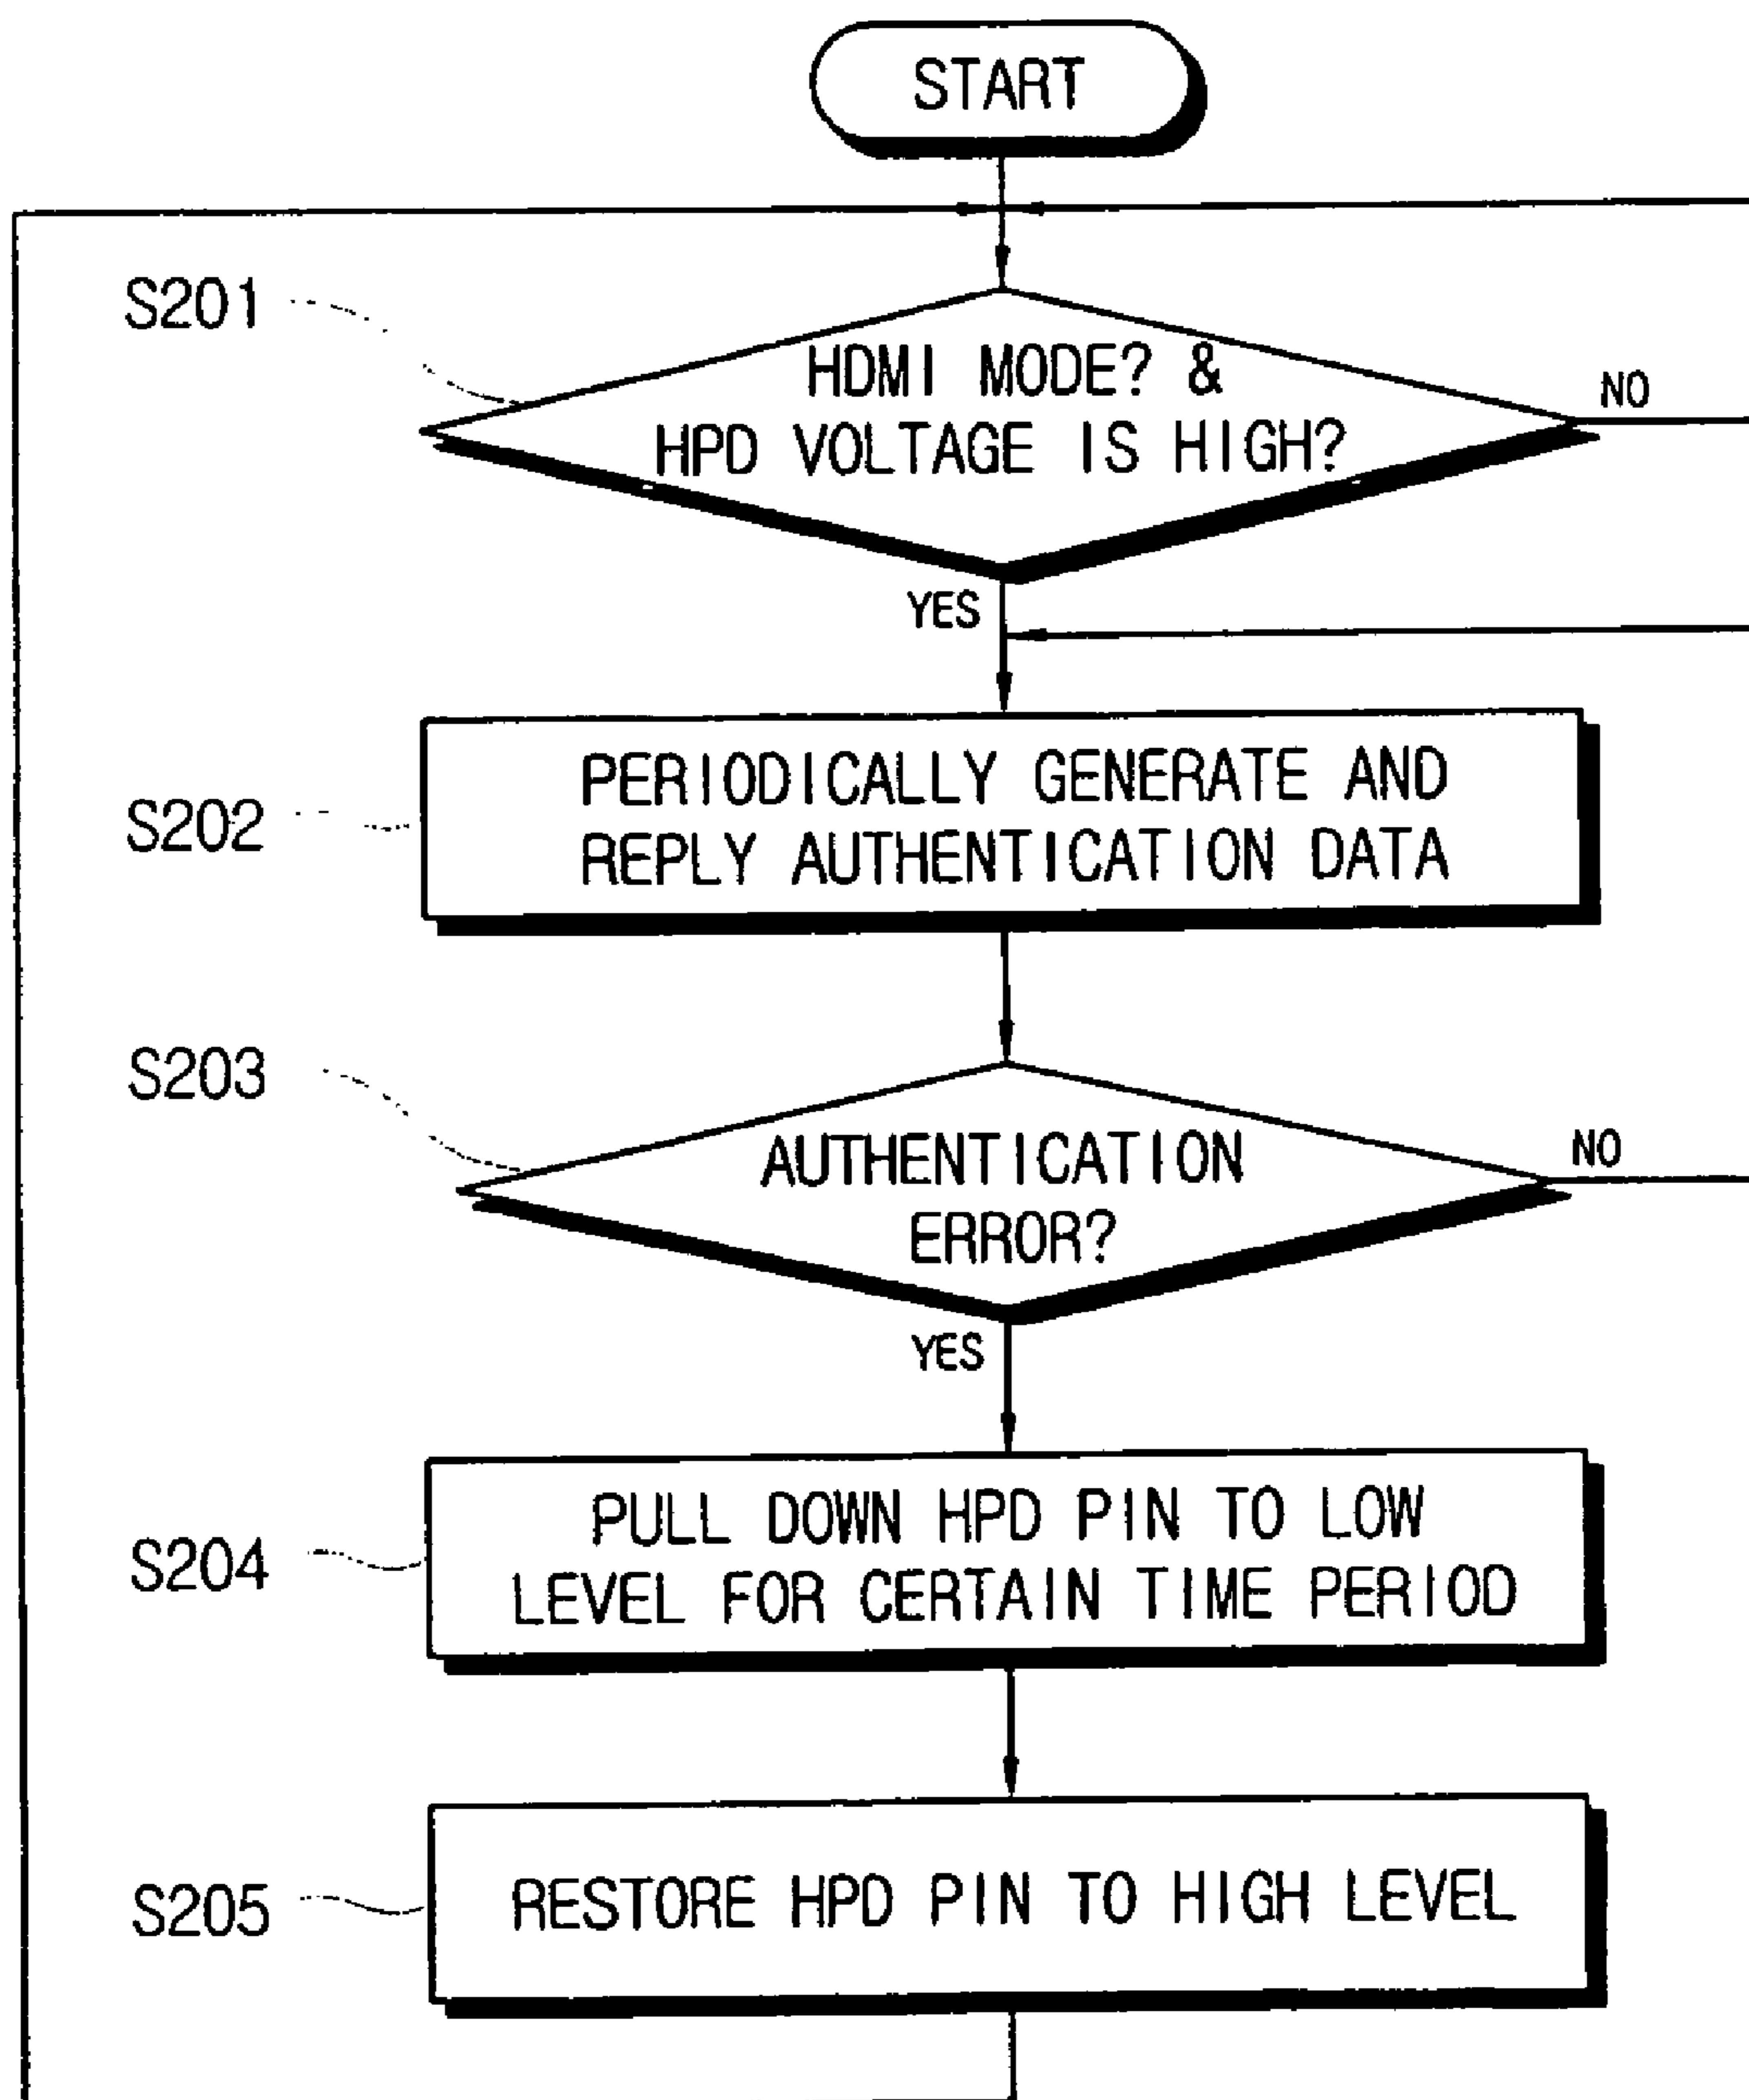 START
S201
HDMI MODE? &
HPD VOLTAGE IS HIGH?
NO
YES
S202
PERIODICALLY GENERATE AND
REPLY AUTHENTICATION DATA
S203
AUTHENTICATION
ERROR?
NO
YES
S204
PULL DOWN HPD PIN TO LOW
LEVEL FOR CERTAIN TIME PERIOD
S205
RESTORE HPD PIN TO HIGH LEVEL